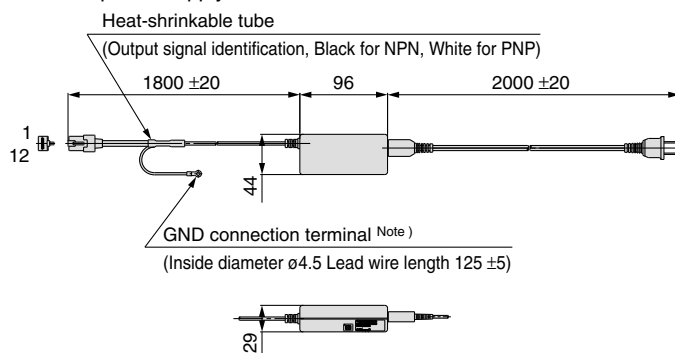 Heat-shrinkable tube
(Output signal identification, Black for NPN, White for PNP)
1800 ±20
96
2000 ±20
1
12
44
GND connection terminal Note )
(Inside diameter ø4.5 Lead wire length 125 ±5)
29